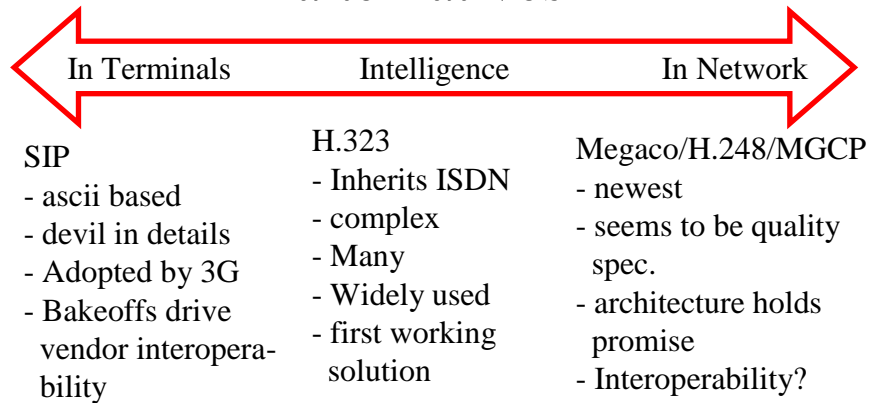 In Terminals Intelligence In Network
SIP
- ascii based
- devil in details
- Adopted by 3G
- Bakeoffs drive
vendor interopera-
bility
H.323
- Inherits ISDN
- complex
- Many
- Widely used
- first working
solution
Megaco/H.248/MGCP
- newest
- seems to be quality
spec.
- architecture holds
promise
- Interoperability?